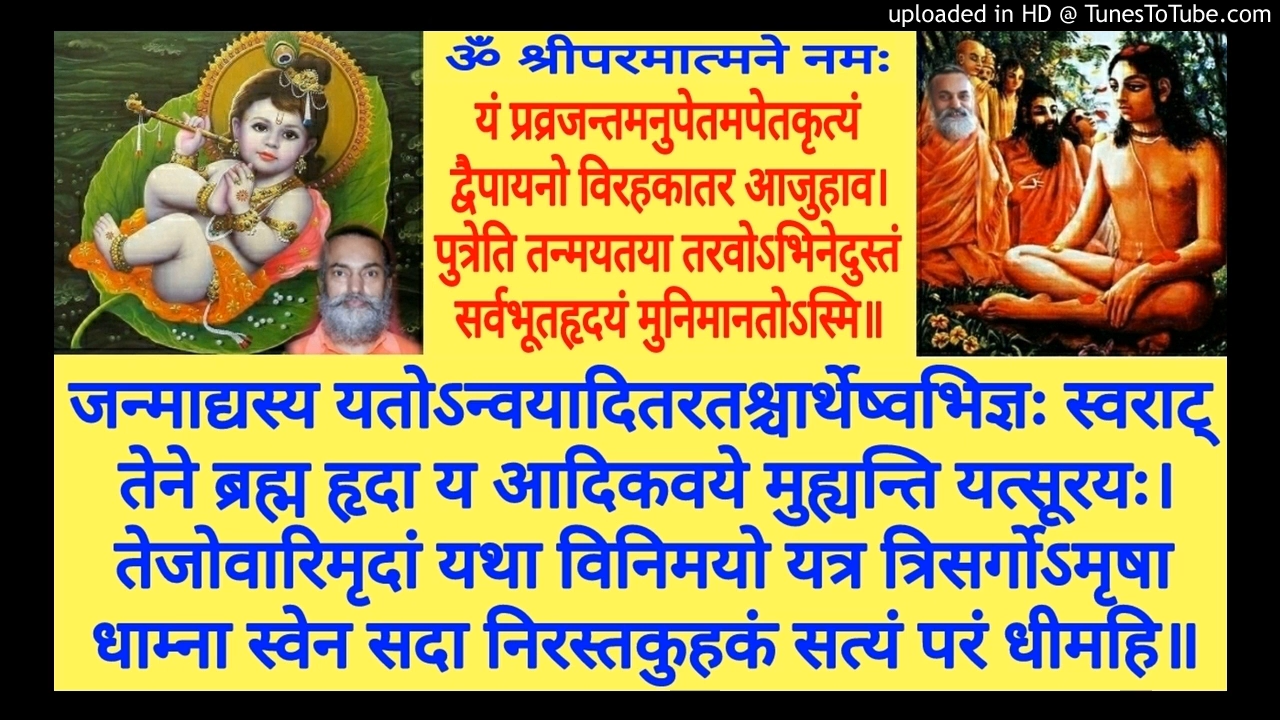 uploaded in HD @ TunesToTube.com
ॐ श्रीपरमात्मने नमः
यं प्रव्रजन्तमनुपेतमपेतकृत्यं
द्वैपायनो विरहकातर आजुहाव।
पुत्रेति तन्मयतया तरवोऽभिनेदुस्तं
सर्वभूतहृदयं मुनिमानतोऽस्मि॥
जन्माद्यस्य यतोऽन्वयादितरतश्चार्थेष्वभिज्ञः स्वराट्
तेने ब्रह्म हृदा य आदिकवये मुह्यन्ति यत्सूरयः।
तेजोवारिमृदां यथा विनिमयो यत्र त्रिसर्गोऽमृषा
धाम्ना स्वेन सदा निरस्तकुहकं सत्यं परं धीमहि॥